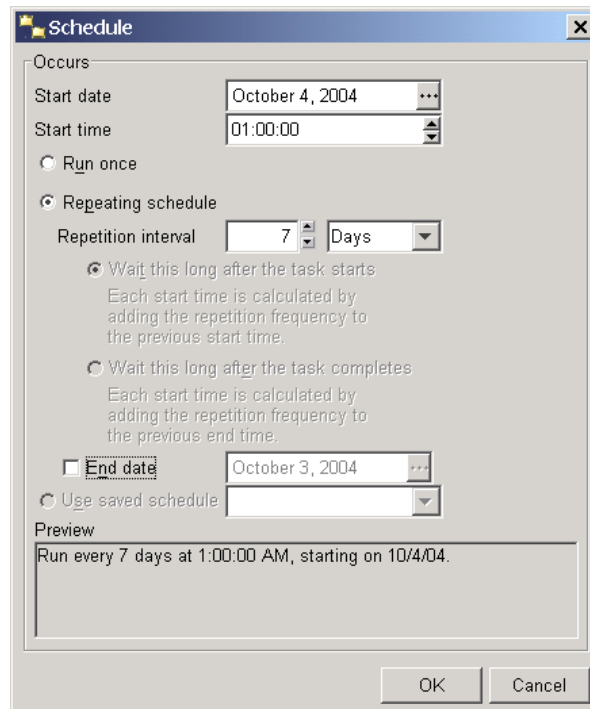 Schedule
Occurs
Start date October 4, 2004 ...
Start time 01:00:00
Run once
Repeating schedule
Repetition interval 7 Days
Wait this long after the task starts
Each start time is calculated by
adding the repetition frequency to
the previous start time.
Wait this long after the task completes
Each start time is calculated by
adding the repetition frequency to
the previous end time.
End date October 3, 2004 ...
Use saved schedule
Preview
Run every 7 days at 1:00:00 AM, starting on 10/4/04.
OK Cancel